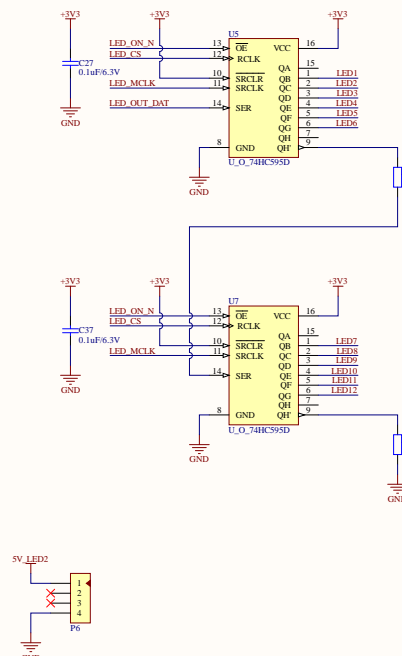 +3V3 +3V3 +3V3
U5
LED_ON_N 13 OE VCC 16
LED_CS 12 RCLK
C27
0.1uF/6.3V
QA 15
10 SRCLR QB 1 LED1
LED_MCLK 11 SRCLK QC 2 LED2
QD 3 LED3
LED_OUT_DAT 14 SER QE 4 LED4
QF 5 LED5
QG 6 LED6
QH 7
8 GND QH' 9
GND
U_O_74HC595D
GND
+3V3 +3V3 +3V3
U7
LED_ON_N 13 OE VCC 16
LED_CS 12 RCLK
C37
0.1uF/6.3V
QA 15
10 SRCLR QB 1 LED7
LED_MCLK 11 SRCLK QC 2 LED8
QD 3 LED9
14 SER QE 4 LED10
QF 5 LED11
QG 6 LED12
QH 7
8 GND QH' 9
GND
U_O_74HC595D
GND
GND
5V_LED2
1
2
3
4
P6